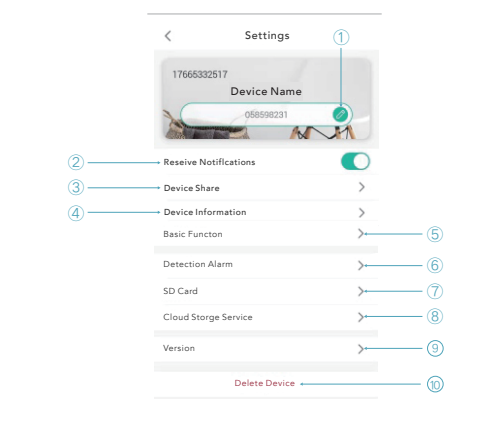 Settings
①
17665332517
Device Name
058598231
② Reseive Notiflcations
③ Device Share
④ Device Information
Basic Functon ⑤
Detection Alarm ⑥
SD Card ⑦
Cloud Storge Service ⑧
Version ⑨
Delete Device ⑩